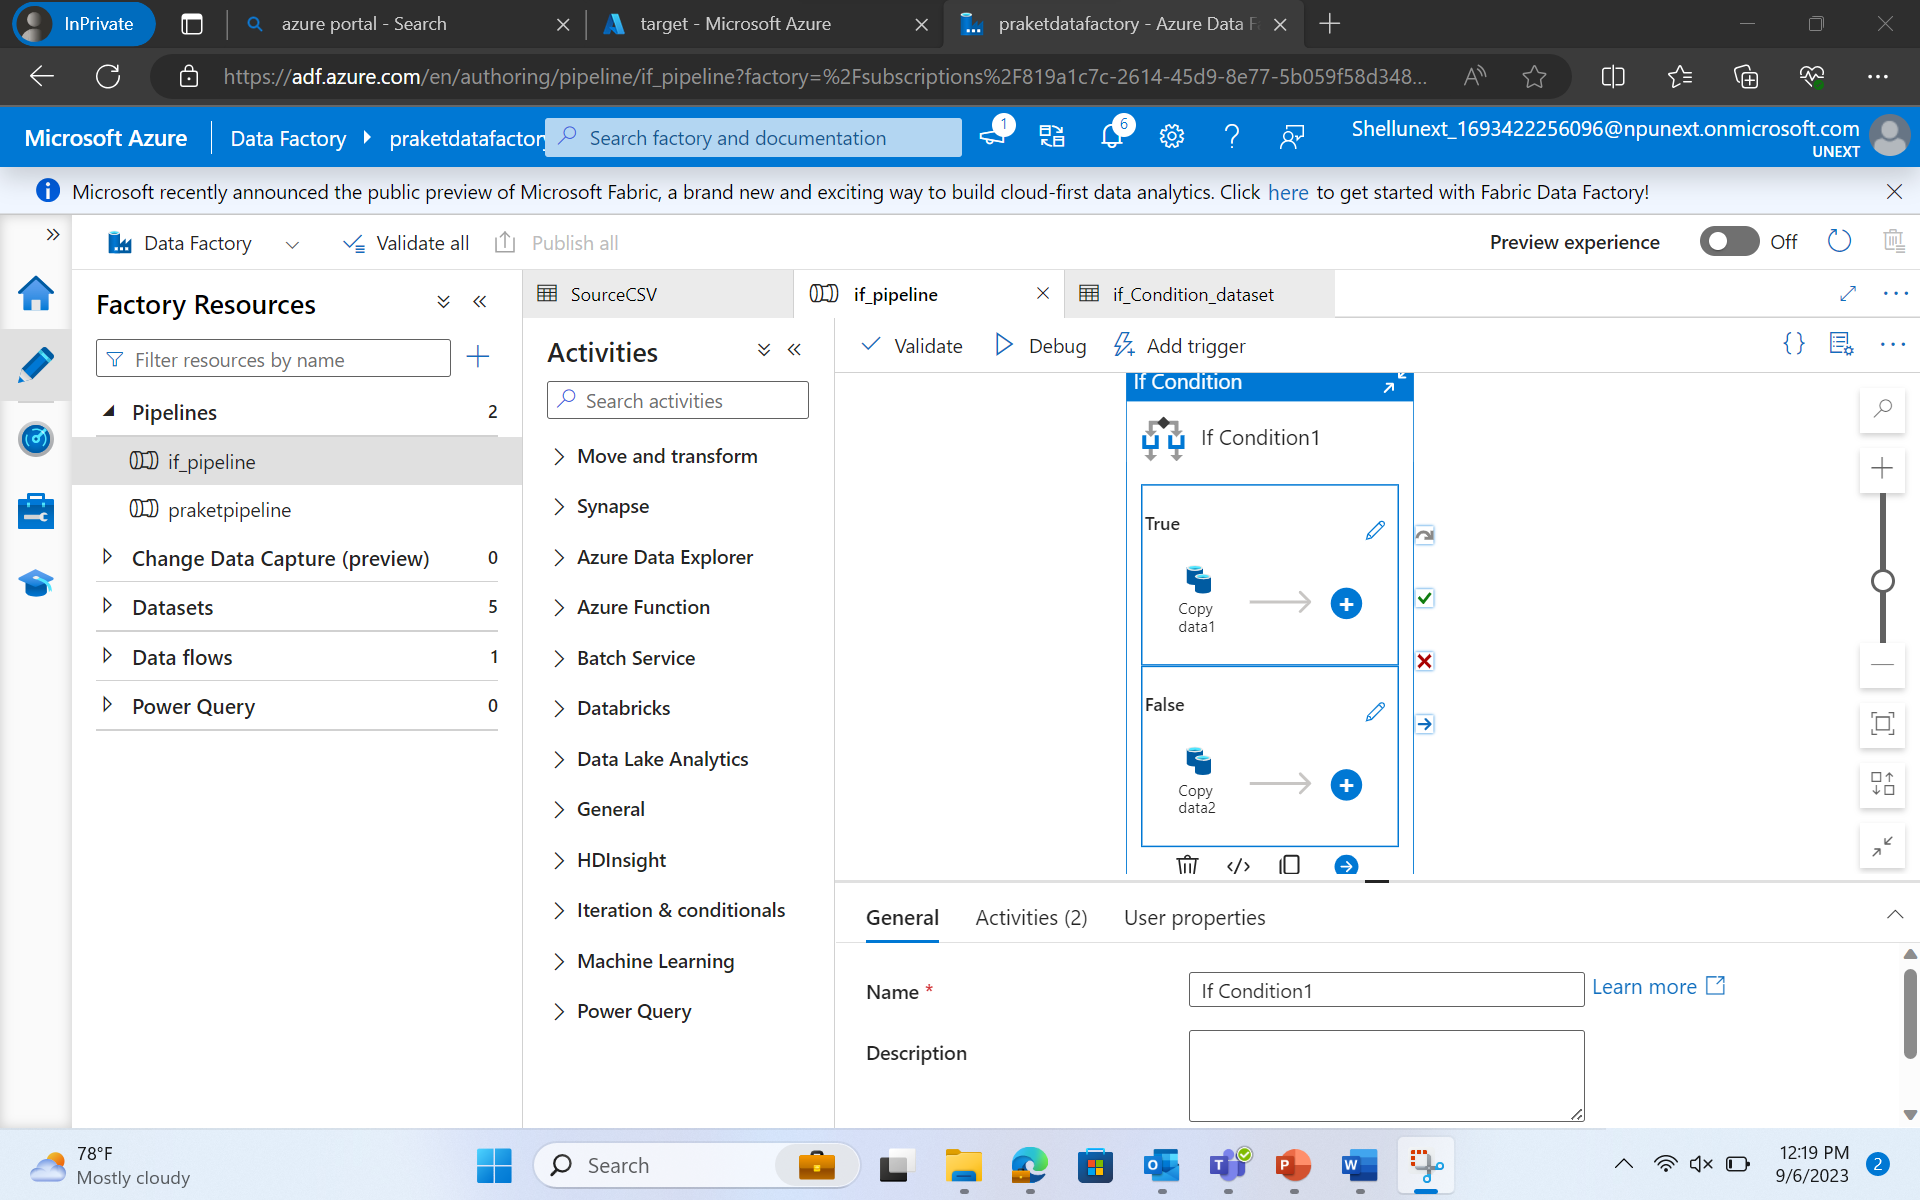 InPrivate
azure portal - Search
target - Microsoft Azure
praketdatafactory - Azure Data F
https://adf.azure.com/en/authoring/pipeline/if_pipeline?factory=%2Fsubscriptions%2F819a1c7c-2614-45d9-8e77-5b059f58d348...
Microsoft Azure
Data Factory
praketdatafactory
Search factory and documentation
1
6
Shellunext_1693422256096@npunext.onmicrosoft.com
UNEXT
Microsoft recently announced the public preview of Microsoft Fabric, a brand new and exciting way to build cloud-first data analytics. Click here to get started with Fabric Data Factory!
Data Factory
Validate all
Publish all
Preview experience
Off
Factory Resources
Filter resources by name
Pipelines 2
if_pipeline
praketpipeline
Change Data Capture (preview) 0
Datasets 5
Data flows 1
Power Query 0
SourceCSV
if_pipeline
if_Condition_dataset
Activities
Search activities
Move and transform
Synapse
Azure Data Explorer
Azure Function
Batch Service
Databricks
Data Lake Analytics
General
HDInsight
Iteration & conditionals
Machine Learning
Power Query
Validate
Debug
Add trigger
If Condition
If Condition1
True
Copy
data1
False
Copy
data2
General
Activities (2)
User properties
Name *
If Condition1
Learn more
Description
78°F
Mostly cloudy
Search
12:19 PM
9/6/2023
2